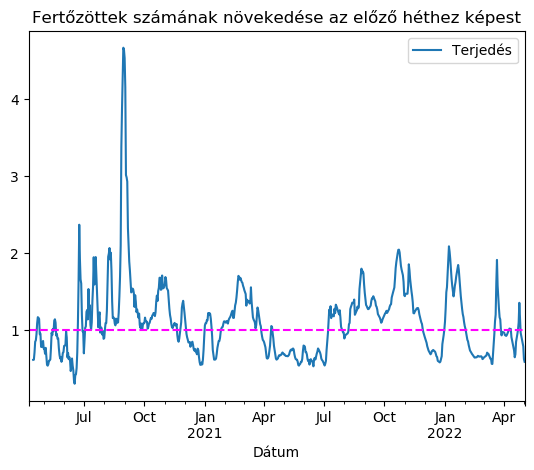 Fertőzöttek számának növekedése az előző héthez képest
Terjedés
4
3
2
1
Jul
Oct
Jan
2021
Apr
Jul
Oct
Jan
2022
Apr
Dátum